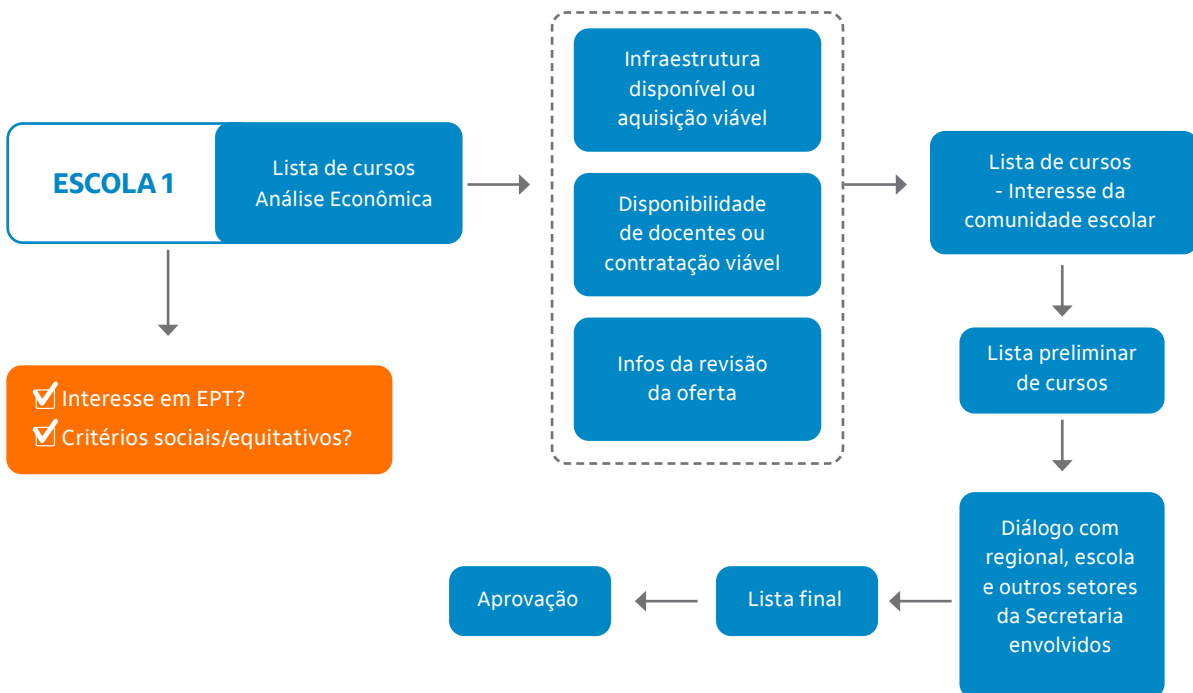 ESCOLA 1
Lista de cursos
Análise Econômica
Interesse em EPT?
Critérios sociais/equitativos?
Infraestrutura
disponível ou
aquisição viável
Disponibilidade
de docentes ou
contratação viável
Infos da revisão
da oferta
Lista de cursos
- Interesse da
comunidade escolar
Lista preliminar
de cursos
Diálogo com
regional, escola
e outros setores
da Secretaria
envolvidos
Lista final
Aprovação